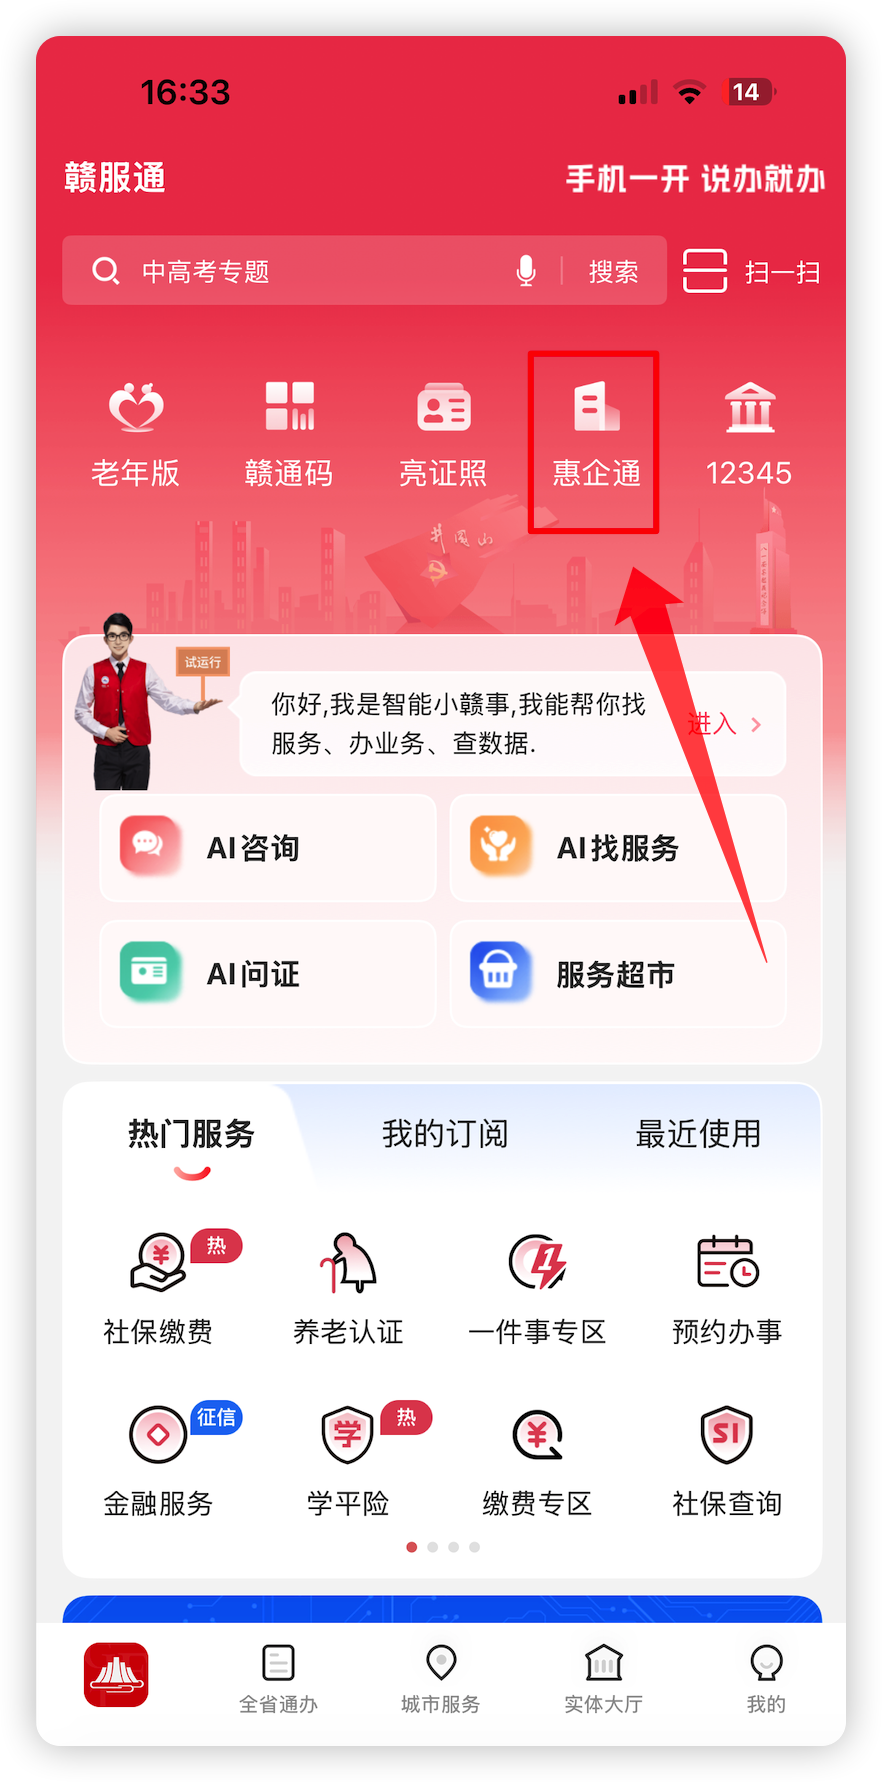 16:33
14
赣服通
手机一开 说办就办
中高考专题
搜索
扫一扫
老年版
赣通码
亮证照
惠企通
12345
井冈山
试运行
你好,我是智能小赣事,我能帮你找
服务、办业务、查数据.
进入
AI咨询
AI找服务
AI问证
服务超市
热门服务
我的订阅
最近使用
热
社保缴费
养老认证
一件事专区
预约办事
征信
金融服务
学
热
学平险
缴费专区
SI
社保查询
全省通办
城市服务
实体大厅
我的